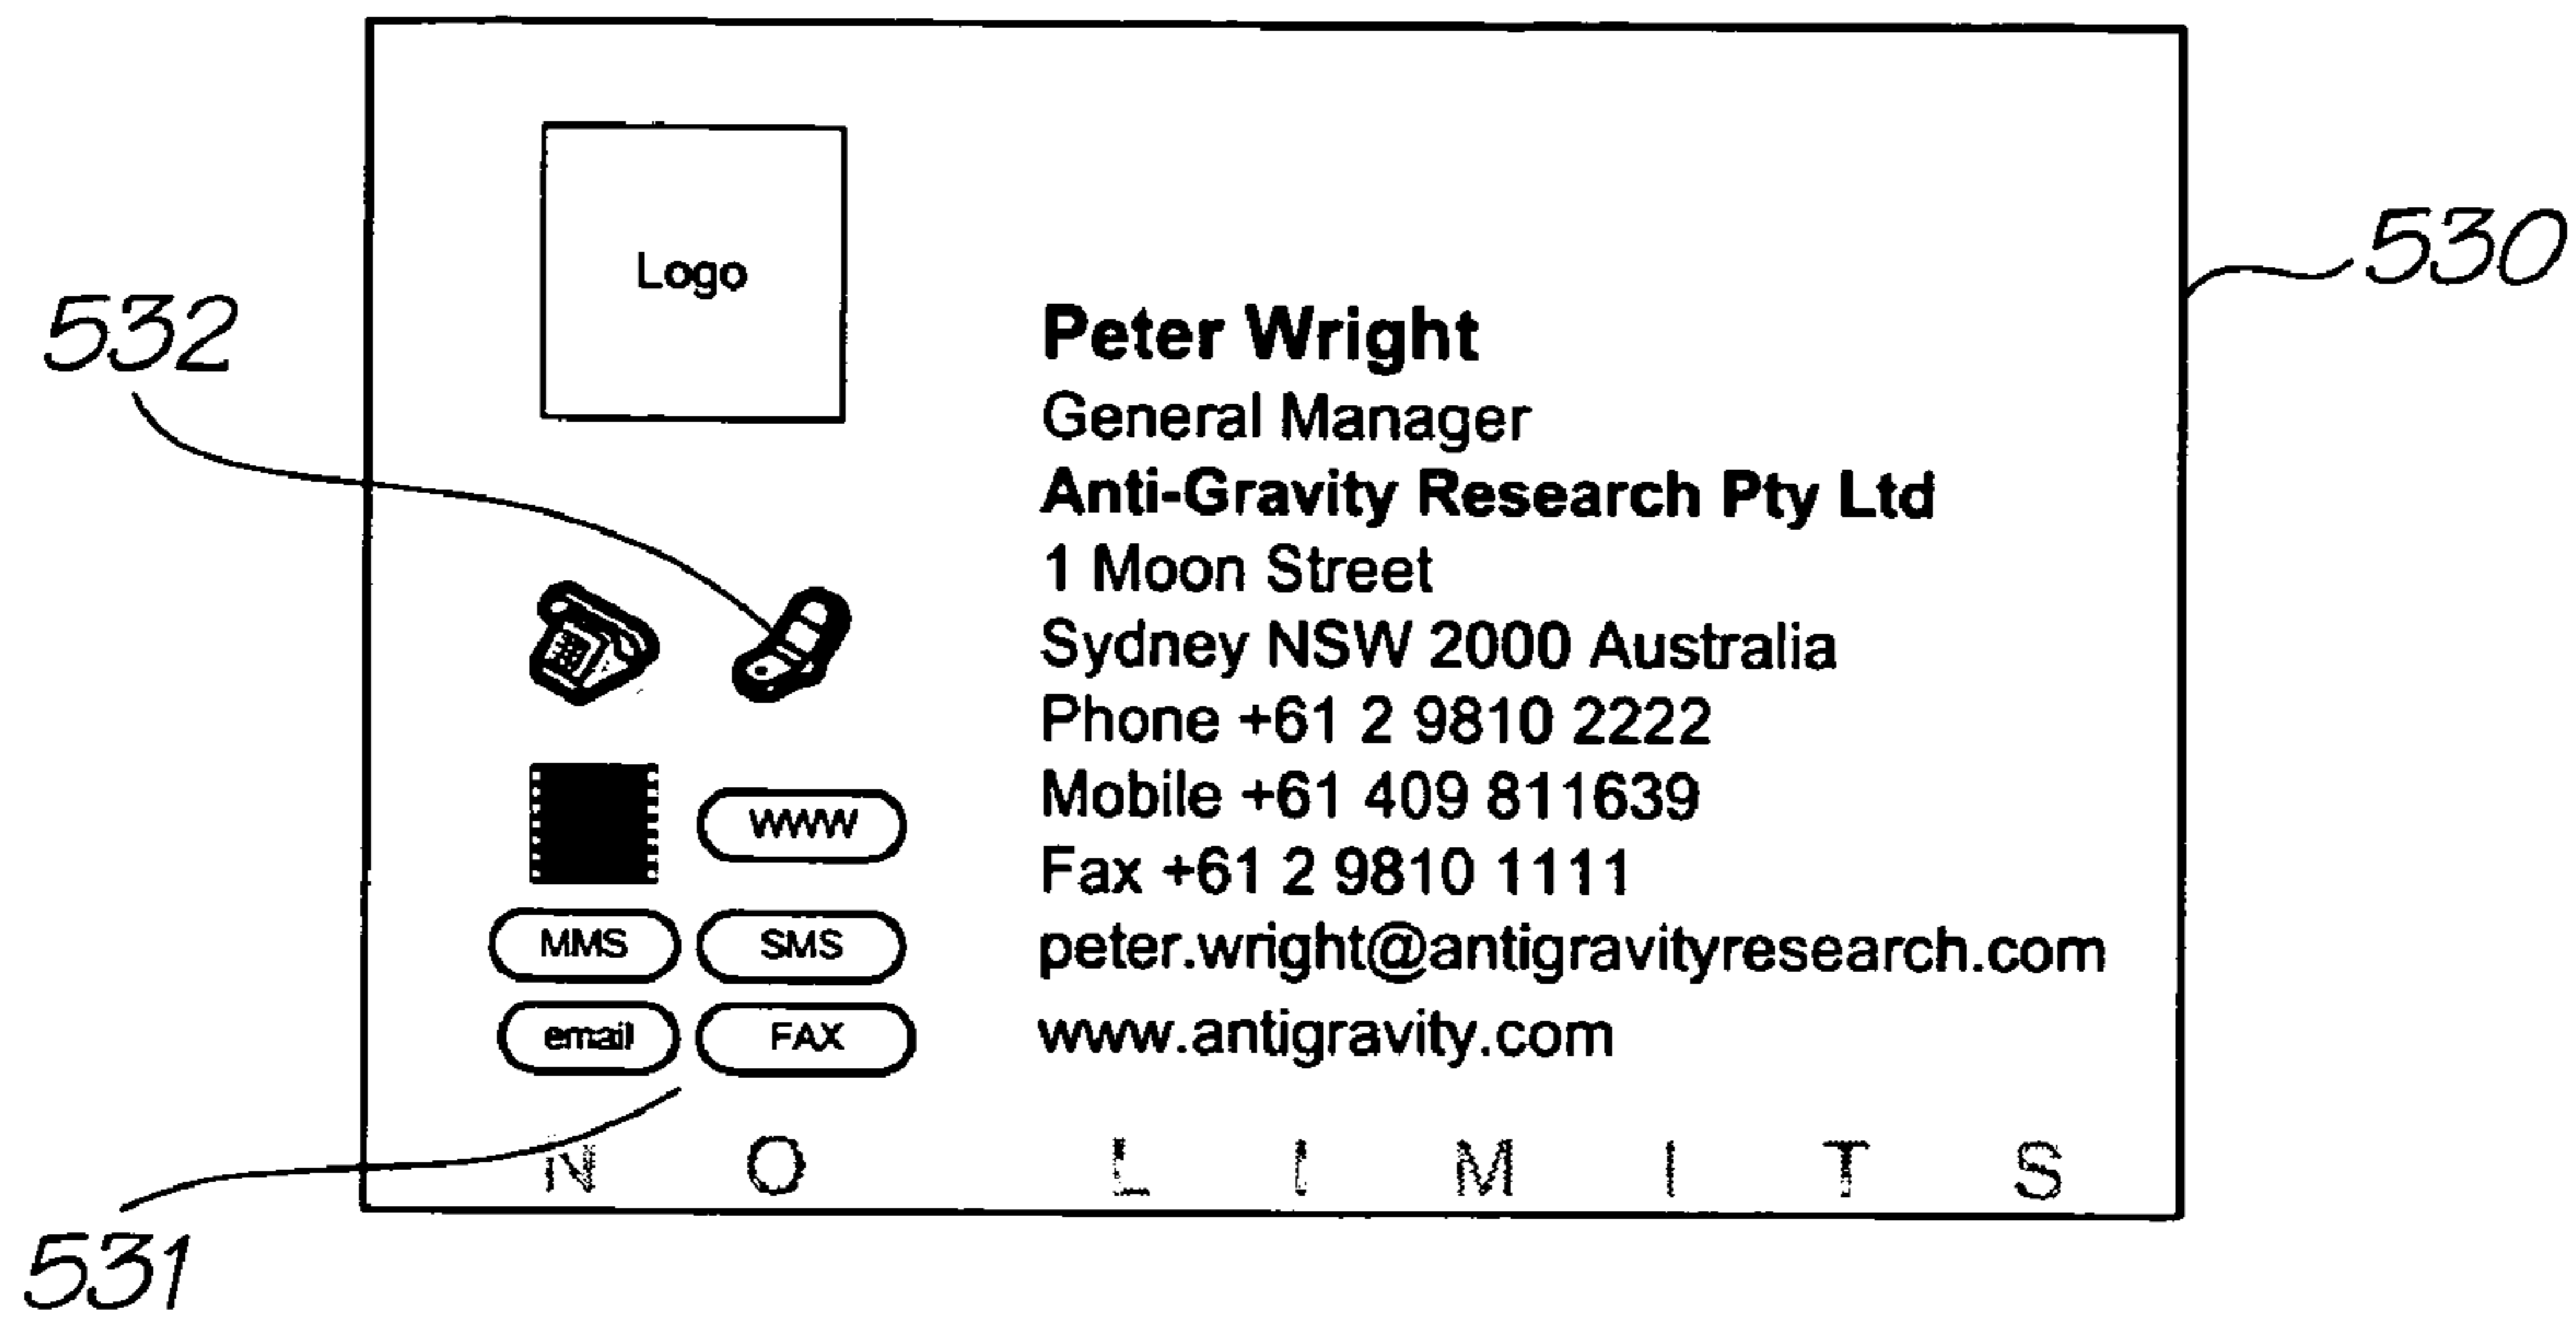 530
Logo
532
Peter Wright
General Manager
Anti-Gravity Research Pty Ltd
1 Moon Street
Sydney NSW 2000 Australia
Phone +61 2 9810 2222
Mobile +61 409 811639
Fax +61 2 9810 1111
peter.wright@antigravityresearch.com
www.antigravity.com
WWW
MMS SMS
email FAX
NO LIMITS
531